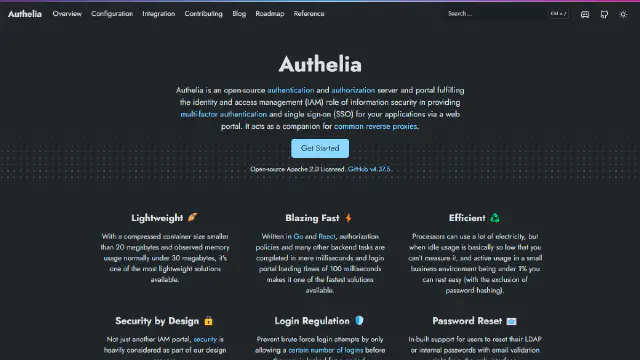 Authelia Overview Configuration Integration Contributing Blog Roadmap Reference Search... Ctrl + /
Authelia
Authelia is an open-source authentication and authorization server and portal fulfilling
the identity and access management (IAM) role of information security in providing
multi-factor authentication and single sign-on (SSO) for your applications via a web
portal. It acts as a companion for common reverse proxies.
Get Started
Open-source Apache 2.0 Licensed. GitHub v4.37.5.
Lightweight
With a compressed container size smaller
than 20 megabytes and observed memory
usage normally under 30 megabytes, it's
one of the most lightweight solutions
available.
Blazing Fast
Written in Go and React, authorization
policies and many other backend tasks are
completed in mere milliseconds and login
portal loading times of 100 milliseconds
makes it one of the fastest solutions
available.
Efficient
Processors can use a lot of electricity, but
when idle usage is basically so low that you
can't measure it, and active usage in a small
business environment being under 1% you
can rest easy (with the exclusion of
password hashing).
Security by Design
Not just another IAM portal, security is
heavily considered as part of our design
Login Regulation
Prevent brute force login attempts by only
allowing a certain number of logins before
Password Reset
In-built support for users to reset their LDAP
or internal passwords with email validation